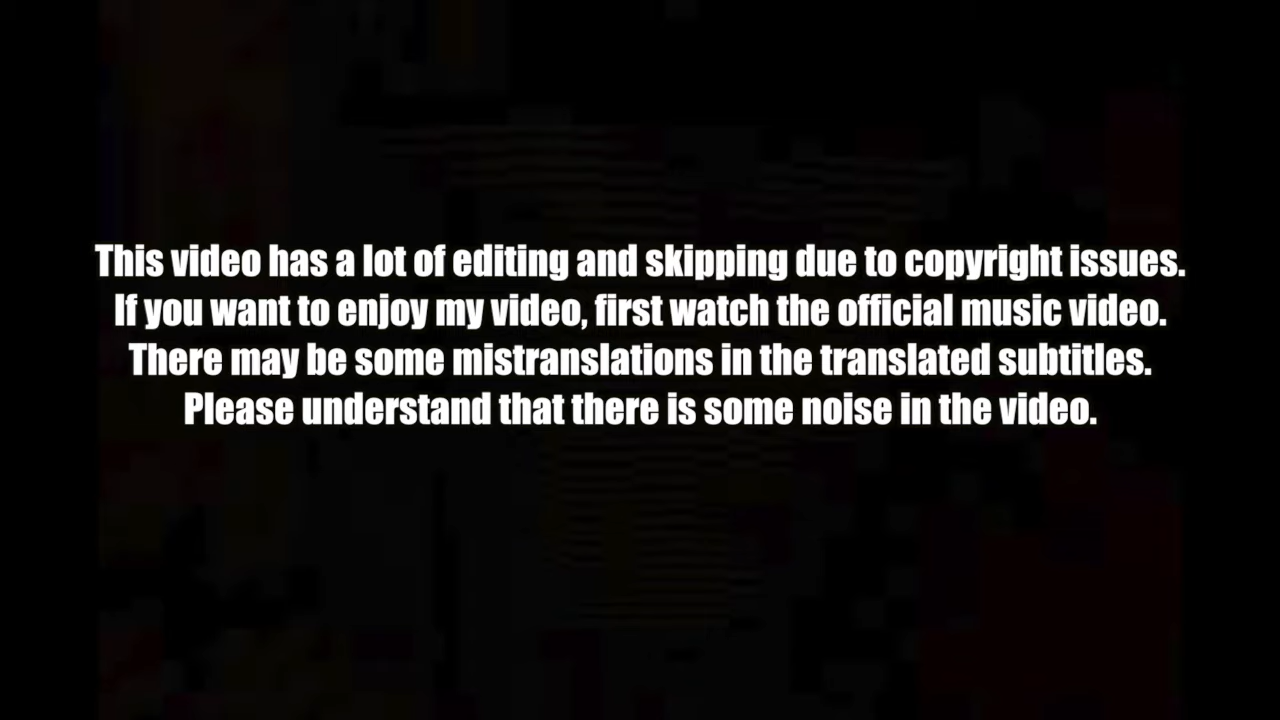 This video has a lot of editing and skipping due to copyright issues.
If you want to enjoy my video, first watch the official music video.
There may be some mistranslations in the translated subtitles.
Please understand that there is some noise in the video.